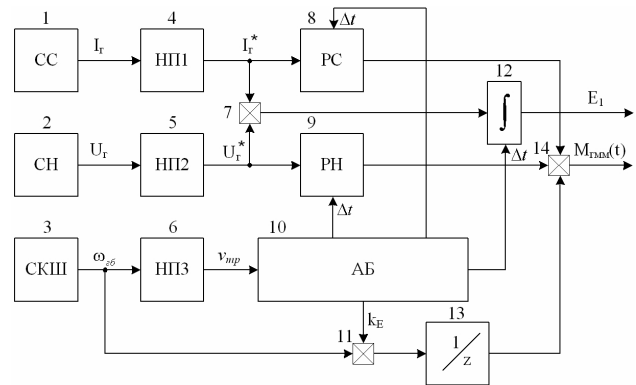 1
4
8
Δt
СС
Iг
НП1
Iг*
РС
12
∫
E1
7
2
5
9
14
СН
Uг
НП2
Uг*
РН
Δt
Mгмм(t)
3
6
10
Δt
СКШ
ωгб
НП3
vтр
АБ
kE
13
11
1/z